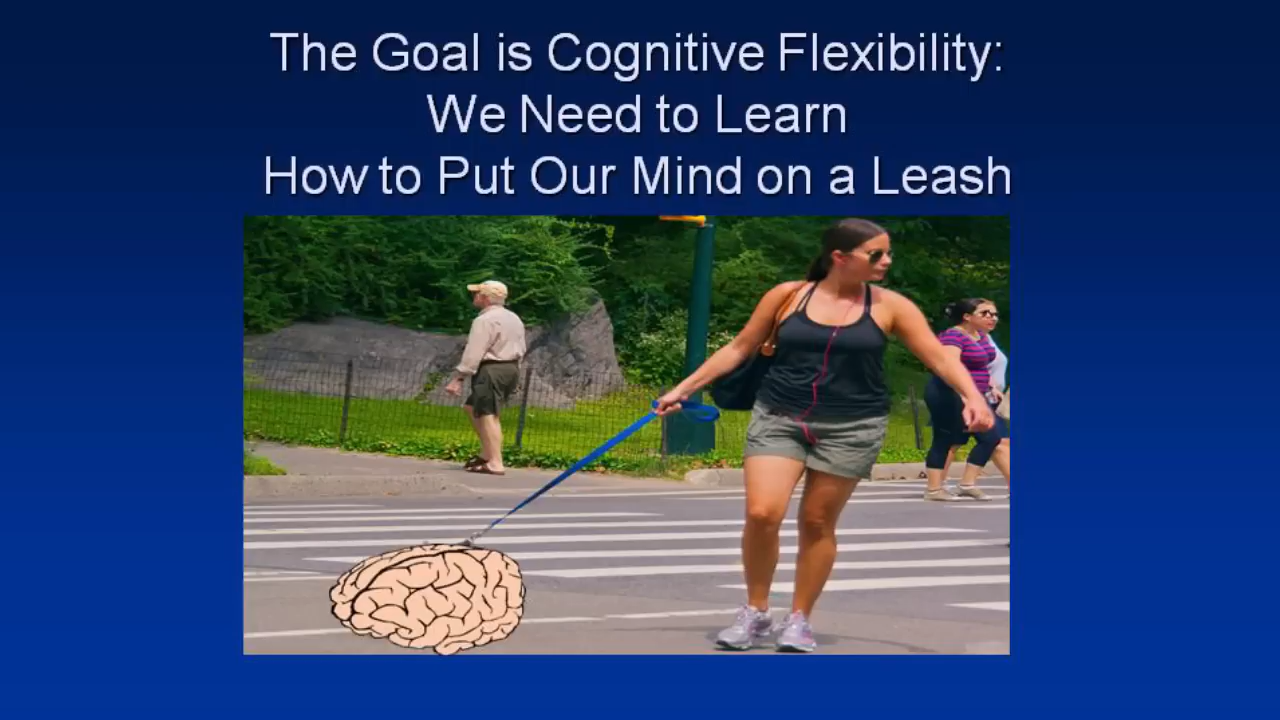 The Goal is Cognitive Flexibility:
We Need to Learn
How to Put Our Mind on a Leash